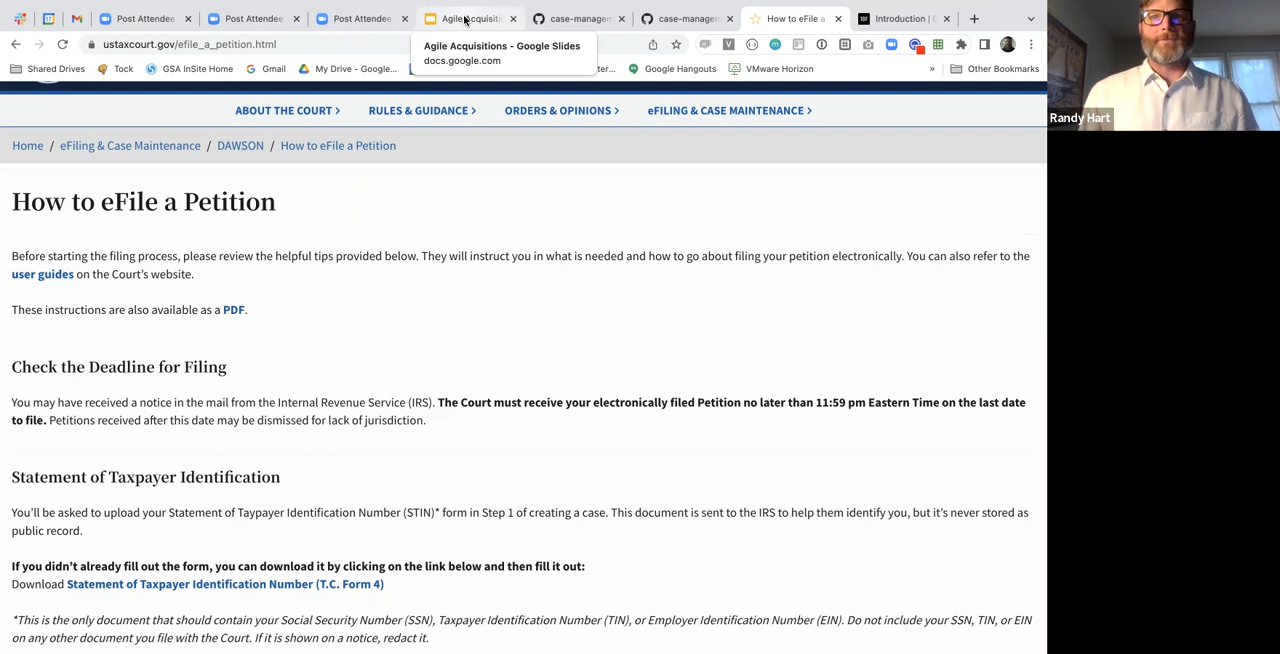 Post Attendee
Post Attendee
Post Attendee
Agile Acquisitio
case-managem
case-managem
How to eFile a
Introduction |
ustaxcourt.gov/efile_a_petition.html
Agile Acquisitions - Google Slides
docs.google.com
Shared Drives
Tock
GSA InSite Home
Gmail
My Drive - Google...
ter...
Google Hangouts
VMware Horizon
»
Other Bookmarks
ABOUT THE COURT >
RULES & GUIDANCE >
ORDERS & OPINIONS >
eFILING & CASE MAINTENANCE >
Randy Hart
Home / eFiling & Case Maintenance / DAWSON / How to eFile a Petition
How to eFile a Petition
Before starting the filing process, please review the helpful tips provided below. They will instruct you in what is needed and how to go about filing your petition electronically. You can also refer to the
user guides on the Court's website.
These instructions are also available as a PDF.
Check the Deadline for Filing
You may have received a notice in the mail from the Internal Revenue Service (IRS). The Court must receive your electronically filed Petition no later than 11:59 pm Eastern Time on the last date
to file. Petitions received after this date may be dismissed for lack of jurisdiction.
Statement of Taxpayer Identification
You'll be asked to upload your Statement of Taypayer Identification Number (STIN)* form in Step 1 of creating a case. This document is sent to the IRS to help them identify you, but it's never stored as
public record.
If you didn't already fill out the form, you can download it by clicking on the link below and then fill it out:
Download Statement of Taxpayer Identification Number (T.C. Form 4)
*This is the only document that should contain your Social Security Number (SSN), Taxpayer Identification Number (TIN), or Employer Identification Number (EIN). Do not include your SSN, TIN, or EIN
on any other document you file with the Court. If it is shown on a notice, redact it.